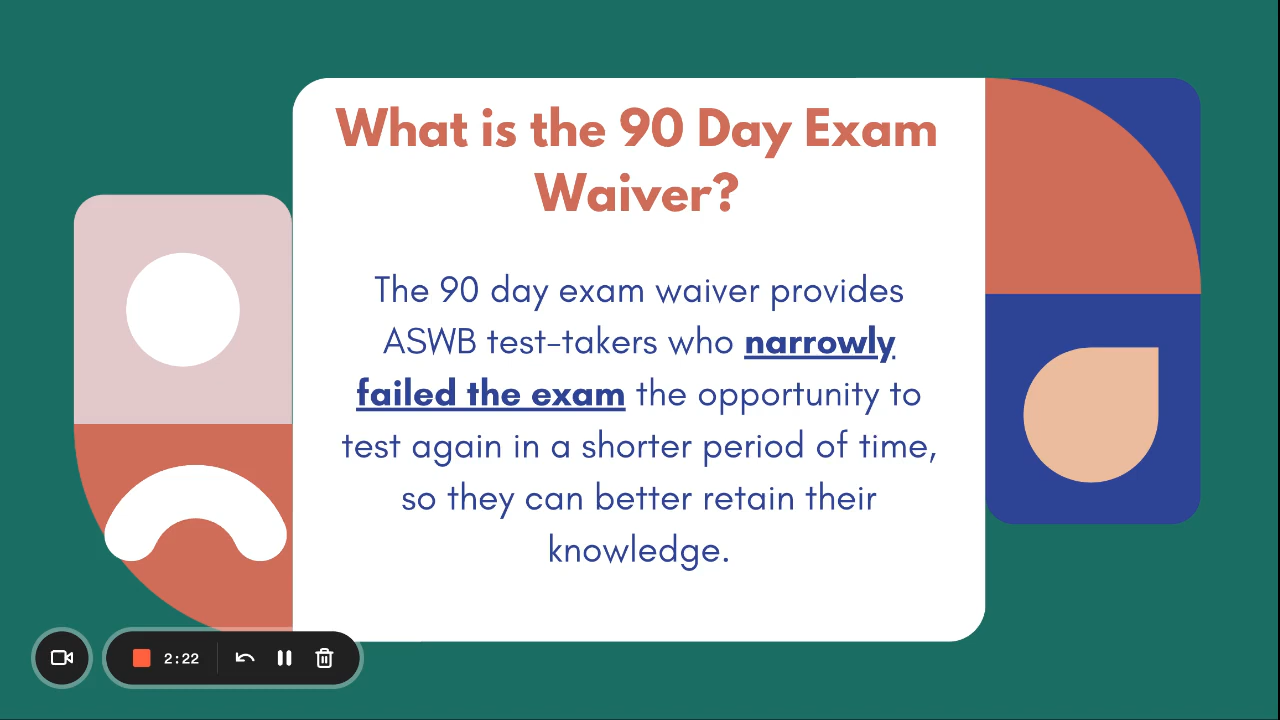 What is the 90 Day Exam
Waiver?
The 90 day exam waiver provides
ASWB test-takers who narrowly
failed the exam the opportunity to
test again in a shorter period of time,
so they can better retain their
knowledge.
2:22